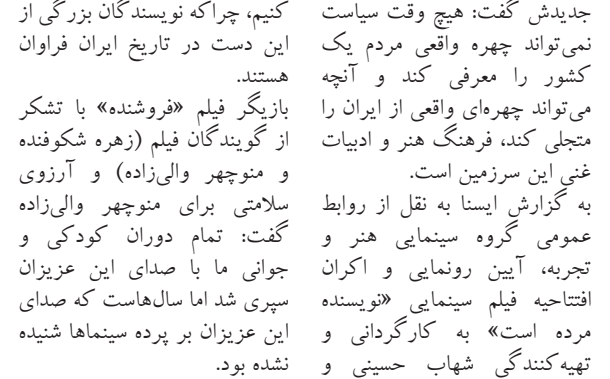 جدیدش گفت: هیچ وقت سیاست
نمی‌تواند چهره واقعی مردم یک
کشور را معرفی کند و آنچه
می‌تواند چهره‌ای واقعی از ایران را
متجلی کند، فرهنگ هنر و ادبیات
غنی این سرزمین است.
به گزارش ایسنا به نقل از روابط
عمومی گروه سینمایی هنر و
تجربه، آیین رونمایی و اکران
افتتاحیه فیلم سینمایی «نویسنده
مرده است» به کارگردانی و
تهیه‌کنندگی شهاب حسینی و
کنیم، چراکه نویسندگان بزرگی از
این دست در تاریخ ایران فراوان
هستند.
بازیگر فیلم «فروشنده» با تشکر
از گویندگان فیلم (زهره شکوفنده
و منوچهر والی‌زاده) و آرزوی
سلامتی برای منوچهر والی‌زاده
گفت: تمام دوران کودکی و
جوانی ما با صدای این عزیزان
سپری شد اما سال‌هاست که صدای
این عزیزان بر پرده سینماها شنیده
نشده بود.